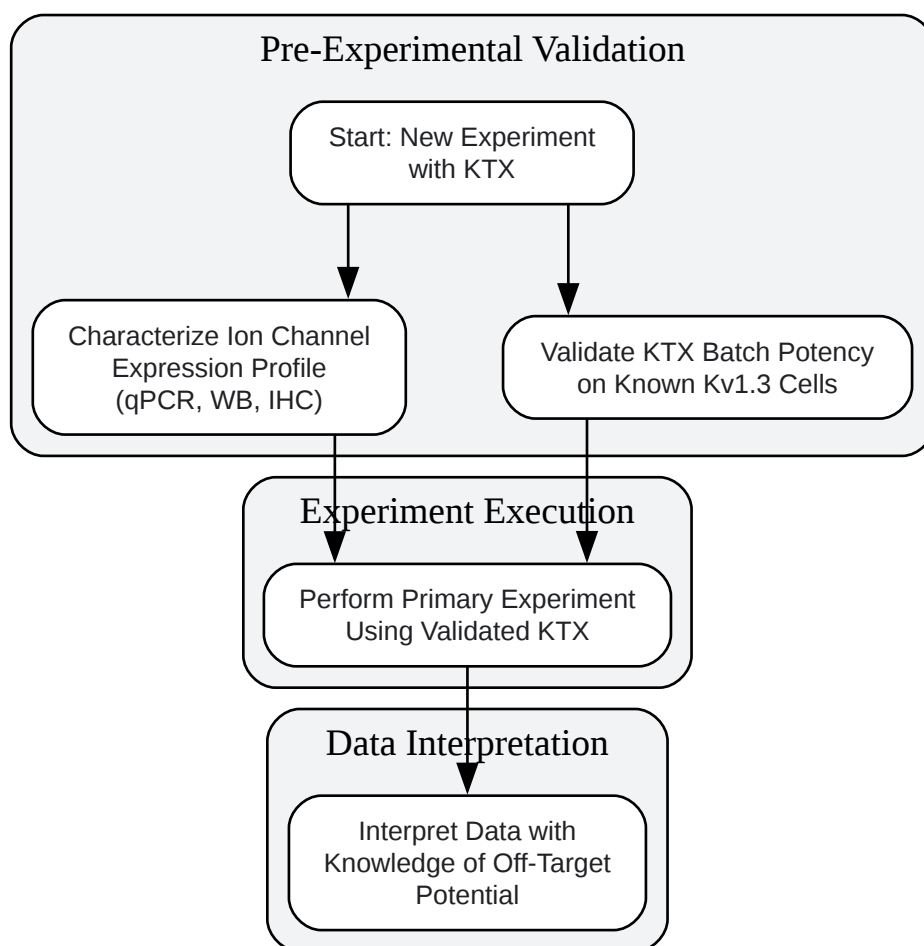 Pre-Experimental Validation
Start: New Experiment
with KTX
Characterize Ion Channel
Expression Profile
(qPCR, WB, IHC)
Validate KTX Batch Potency
on Known Kv1.3 Cells
Experiment Execution
Perform Primary Experiment
Using Validated KTX
Data Interpretation
Interpret Data with
Knowledge of Off-Target
Potential